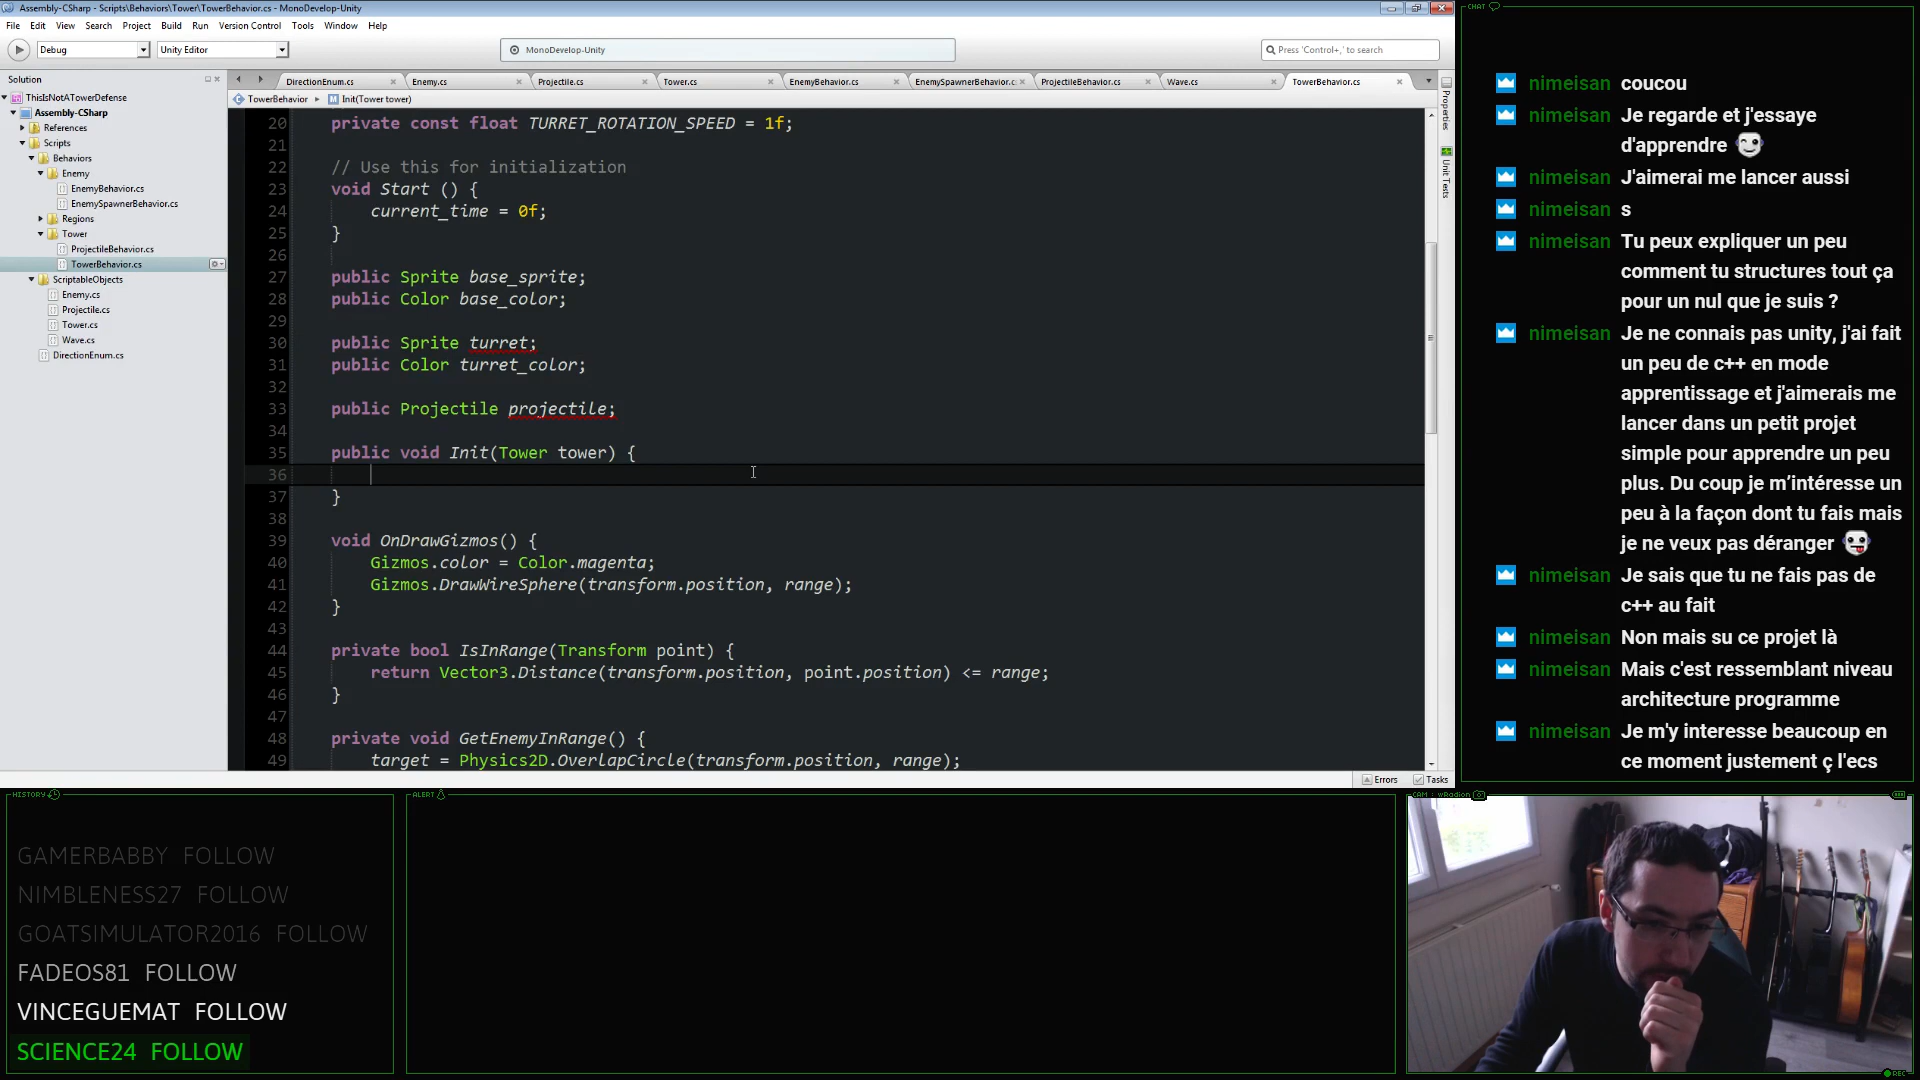 Assembly-CSharp - Scripts\Behaviors\Tower\TowerBehavior.cs - MonoDevelop-Unity
File Edit View Search Project Build Run Version Control Tools Window Help
Debug Unity Editor MonoDevelop-Unity Press 'Control+,' to search
Solution
ThisIsNotATowerDefense
Assembly-CSharp
References
Scripts
Behaviors
Enemy
EnemyBehavior.cs
EnemySpawnerBehavior.cs
Regions
Tower
ProjectileBehavior.cs
TowerBehavior.cs
ScriptableObjects
Enemy.cs
Projectile.cs
Tower.cs
Wave.cs
DirectionEnum.cs
DirectionEnum.cs Enemy.cs Projectile.cs Tower.cs EnemyBehavior.cs EnemySpawnerBehavior.cs ProjectileBehavior.cs Wave.cs TowerBehavior.cs
TowerBehavior Init(Tower tower)
20 private const float TURRET_ROTATION_SPEED = 1f;
21
22 // Use this for initialization
23 void Start () {
24 current_time = 0f;
25 }
26
27 public Sprite base_sprite;
28 public Color base_color;
29
30 public Sprite turret;
31 public Color turret_color;
32
33 public Projectile projectile;
34
35 public void Init(Tower tower) {
36
37 }
38
39 void OnDrawGizmos() {
40 Gizmos.color = Color.magenta;
41 Gizmos.DrawWireSphere(transform.position, range);
42 }
43
44 private bool IsInRange(Transform point) {
45 return Vector3.Distance(transform.position, point.position) <= range;
46 }
47
48 private void GetEnemyInRange() {
49 target = Physics2D.OverlapCircle(transform.position, range);
Properties
Unit Tests
Errors Tasks
CHAT
nimeisan coucou
nimeisan Je regarde et j'essaye
d'apprendre
nimeisan J'aimerai me lancer aussi
nimeisan s
nimeisan Tu peux expliquer un peu
comment tu structures tout ça
pour un nul que je suis ?
nimeisan Je ne connais pas unity, j'ai fait
un peu de c++ en mode
apprentissage et j'aimerais me
lancer dans un petit projet
simple pour apprendre un peu
plus. Du coup je m'intéresse un
peu à la façon dont tu fais mais
je ne veux pas déranger
nimeisan Je sais que tu ne fais pas de
c++ au fait
nimeisan Non mais su ce projet là
nimeisan Mais c'est ressemblant niveau
architecture programme
nimeisan Je m'y interesse beaucoup en
ce moment justement ç l'ecs
HISTORY
GAMERBABBY FOLLOW
NIMBLENESS27 FOLLOW
GOATSIMULATOR2016 FOLLOW
FADEOS81 FOLLOW
VINCEGUEMAT FOLLOW
SCIENCE24 FOLLOW
ALERT
CAM : wRadion
REC